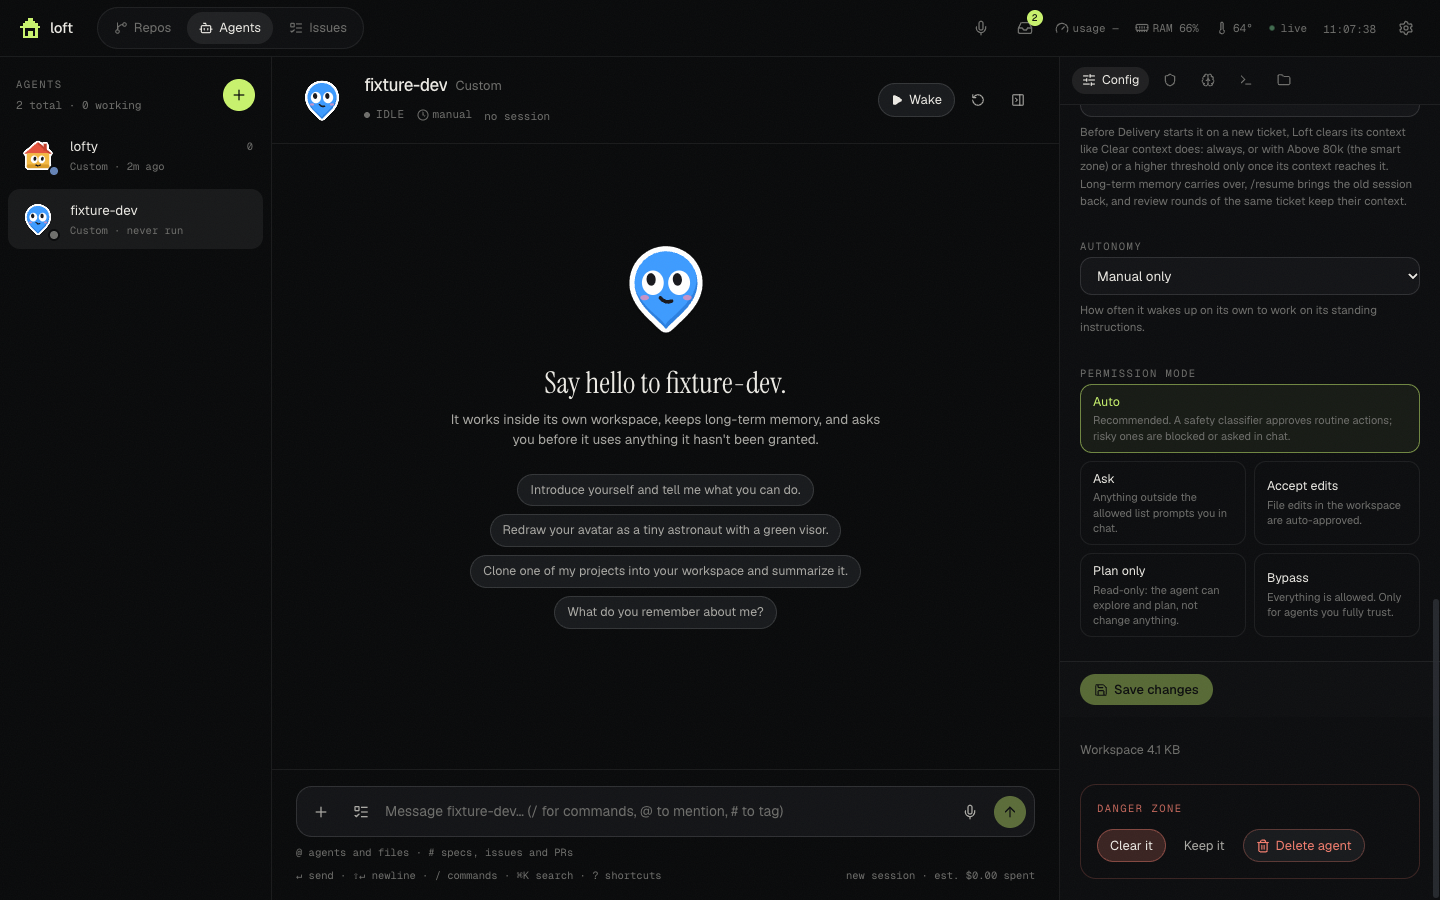 loft
Repos
Agents
Issues
2
usage —
RAM 66%
64°
live
11:07:38
AGENTS
2 total · 0 working
lofty
0
Custom · 2m ago
fixture-dev
Custom · never run
fixture-dev Custom
IDLE
manual
no session
Wake
Say hello to fixture-dev.
It works inside its own workspace, keeps long-term memory, and asks
you before it uses anything it hasn't been granted.
Introduce yourself and tell me what you can do.
Redraw your avatar as a tiny astronaut with a green visor.
Clone one of my projects into your workspace and summarize it.
What do you remember about me?
Message fixture-dev... (/ for commands, @ to mention, # to tag)
@ agents and files · # specs, issues and PRs
↵ send · ⇧↵ newline · / commands · ⌘K search · ? shortcuts
new session · est. $0.00 spent
Config
Before Delivery starts it on a new ticket, Loft clears its context
like Clear context does: always, or with Above 80k (the smart
zone) or a higher threshold only once its context reaches it.
Long-term memory carries over, /resume brings the old session
back, and review rounds of the same ticket keep their context.
AUTONOMY
Manual only
How often it wakes up on its own to work on its standing
instructions.
PERMISSION MODE
Auto
Recommended. A safety classifier approves routine actions;
risky ones are blocked or asked in chat.
Ask
Anything outside the
allowed list prompts you in
chat.
Accept edits
File edits in the workspace
are auto-approved.
Plan only
Read-only: the agent can
explore and plan, not
change anything.
Bypass
Everything is allowed. Only
for agents you fully trust.
Save changes
Workspace 4.1 KB
DANGER ZONE
Clear it
Keep it
Delete agent